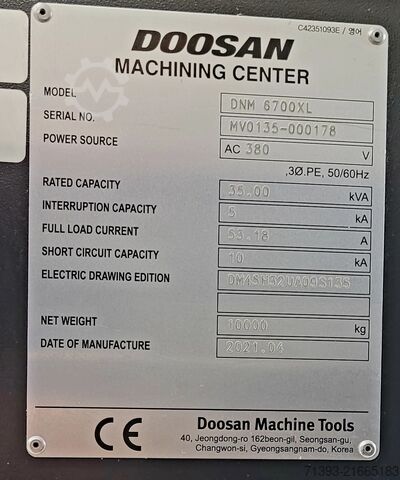 C42351093E / 영어
DOOSAN
MACHINING CENTER
MODEL DNM 6700XL
SERIAL NO. MV0135-000178
POWER SOURCE AC 380 V
,3Ø.PE, 50/60Hz
RATED CAPACITY 35.00 kVA
INTERRUPTION CAPACITY 5 kA
FULL LOAD CURRENT 53.18 A
SHORT CIRCUIT CAPACITY 10 kA
ELECTRIC DRAWING EDITION
NET WEIGHT 10000 kg
DATE OF MANUFACTURE 2021.04
CE
Doosan Machine Tools
40, Jeongdong-ro 162beon-gil, Seongsan-gu,
Changwon-si, Gyeongsangnam-do, Korea
71393-21665183